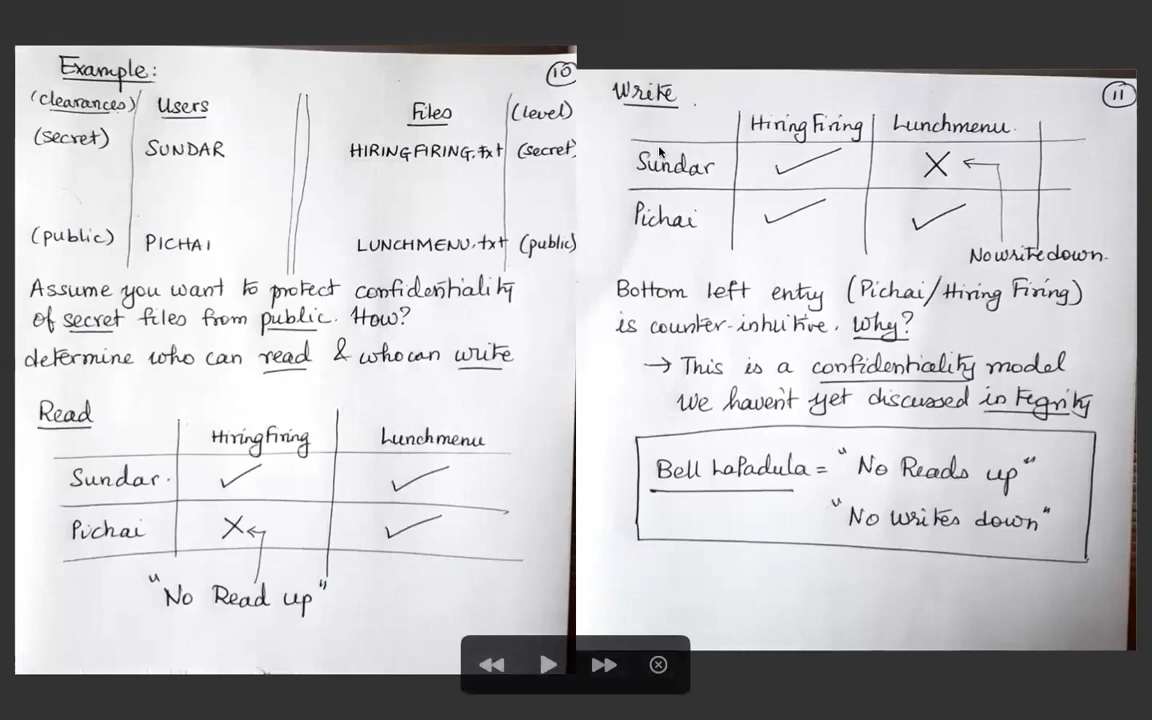 Example:
10
(clearances) Users Files (level)
(secret) SUNDAR HIRINGFIRING.txt (secret)
(public) PICHAI LUNCHMENU.txt (public)
Assume you want to protect confidentiality
of secret files from public. How?
determine who can read & who can write
Read
HiringFiring Lunchmenu
Sundar. ✓ ✓
Pichai X ✓
"No Read up"
Write.
11
HiringFiring Lunchmenu.
Sundar ✓ X
Pichai ✓ ✓
No write down.
Bottom left entry (Pichai/Hiring Firing)
is counter-intuitive. Why?
→ This is a confidentiality model
We haven't yet discussed integrity
Bell LaPadula = "No Reads up"
"No writes down"